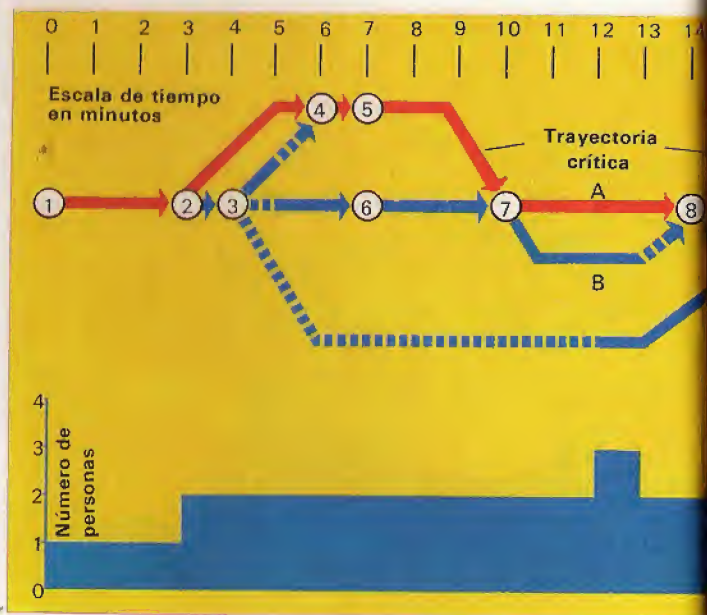 0 1 2 3 4 5 6 7 8 9 10 11 12 13 14
Escala de tiempo
en minutos
4 5
Trayectoria
crítica
1 2 3 6 7 A 8
B
4
3
2
1
0
Número de
personas